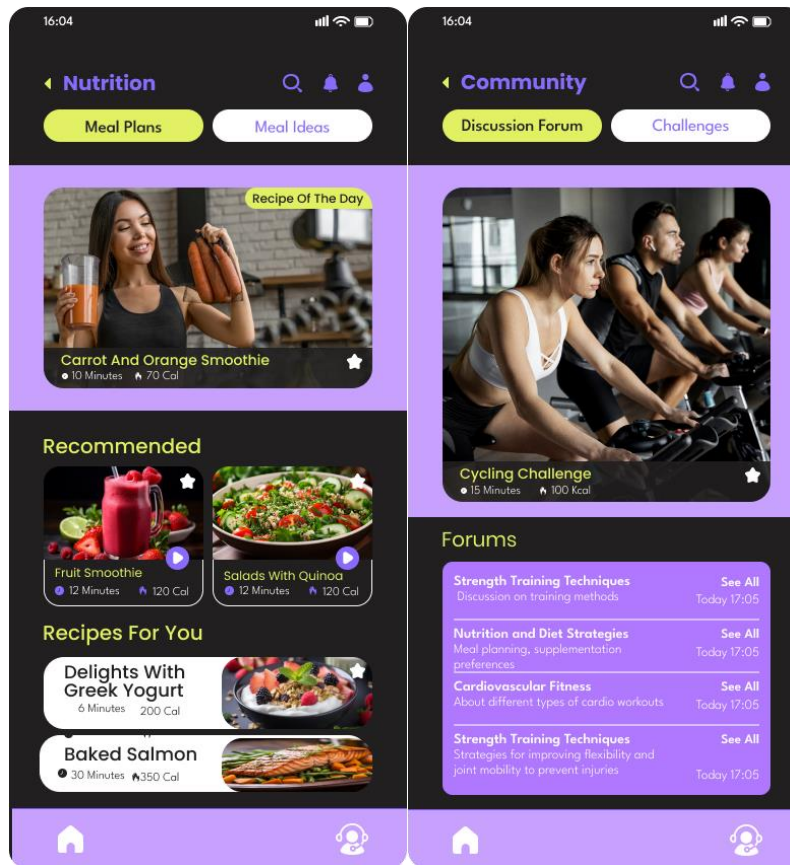 16:04
Nutrition
Meal Plans
Meal Ideas
Recipe Of The Day
Carrot And Orange Smoothie
10 Minutes 70 Cal
Recommended
Fruit Smoothie
12 Minutes 120 Cal
Salads With Quinoa
12 Minutes 120 Cal
Recipes For You
Delights With
Greek Yogurt
6 Minutes 200 Cal
Baked Salmon
30 Minutes 350 Cal
16:04
Community
Discussion Forum
Challenges
Cycling Challenge
15 Minutes 100 Kcal
Forums
Strength Training Techniques See All
Discussion on training methods Today 17:05
Nutrition and Diet Strategies See All
Meal planning, supplementation Today 17:05
preferences
Cardiovascular Fitness See All
About different types of cardio workouts Today 17:05
Strength Training Techniques See All
Strategies for improving flexibility and
joint mobility to prevent injuries Today 17:05